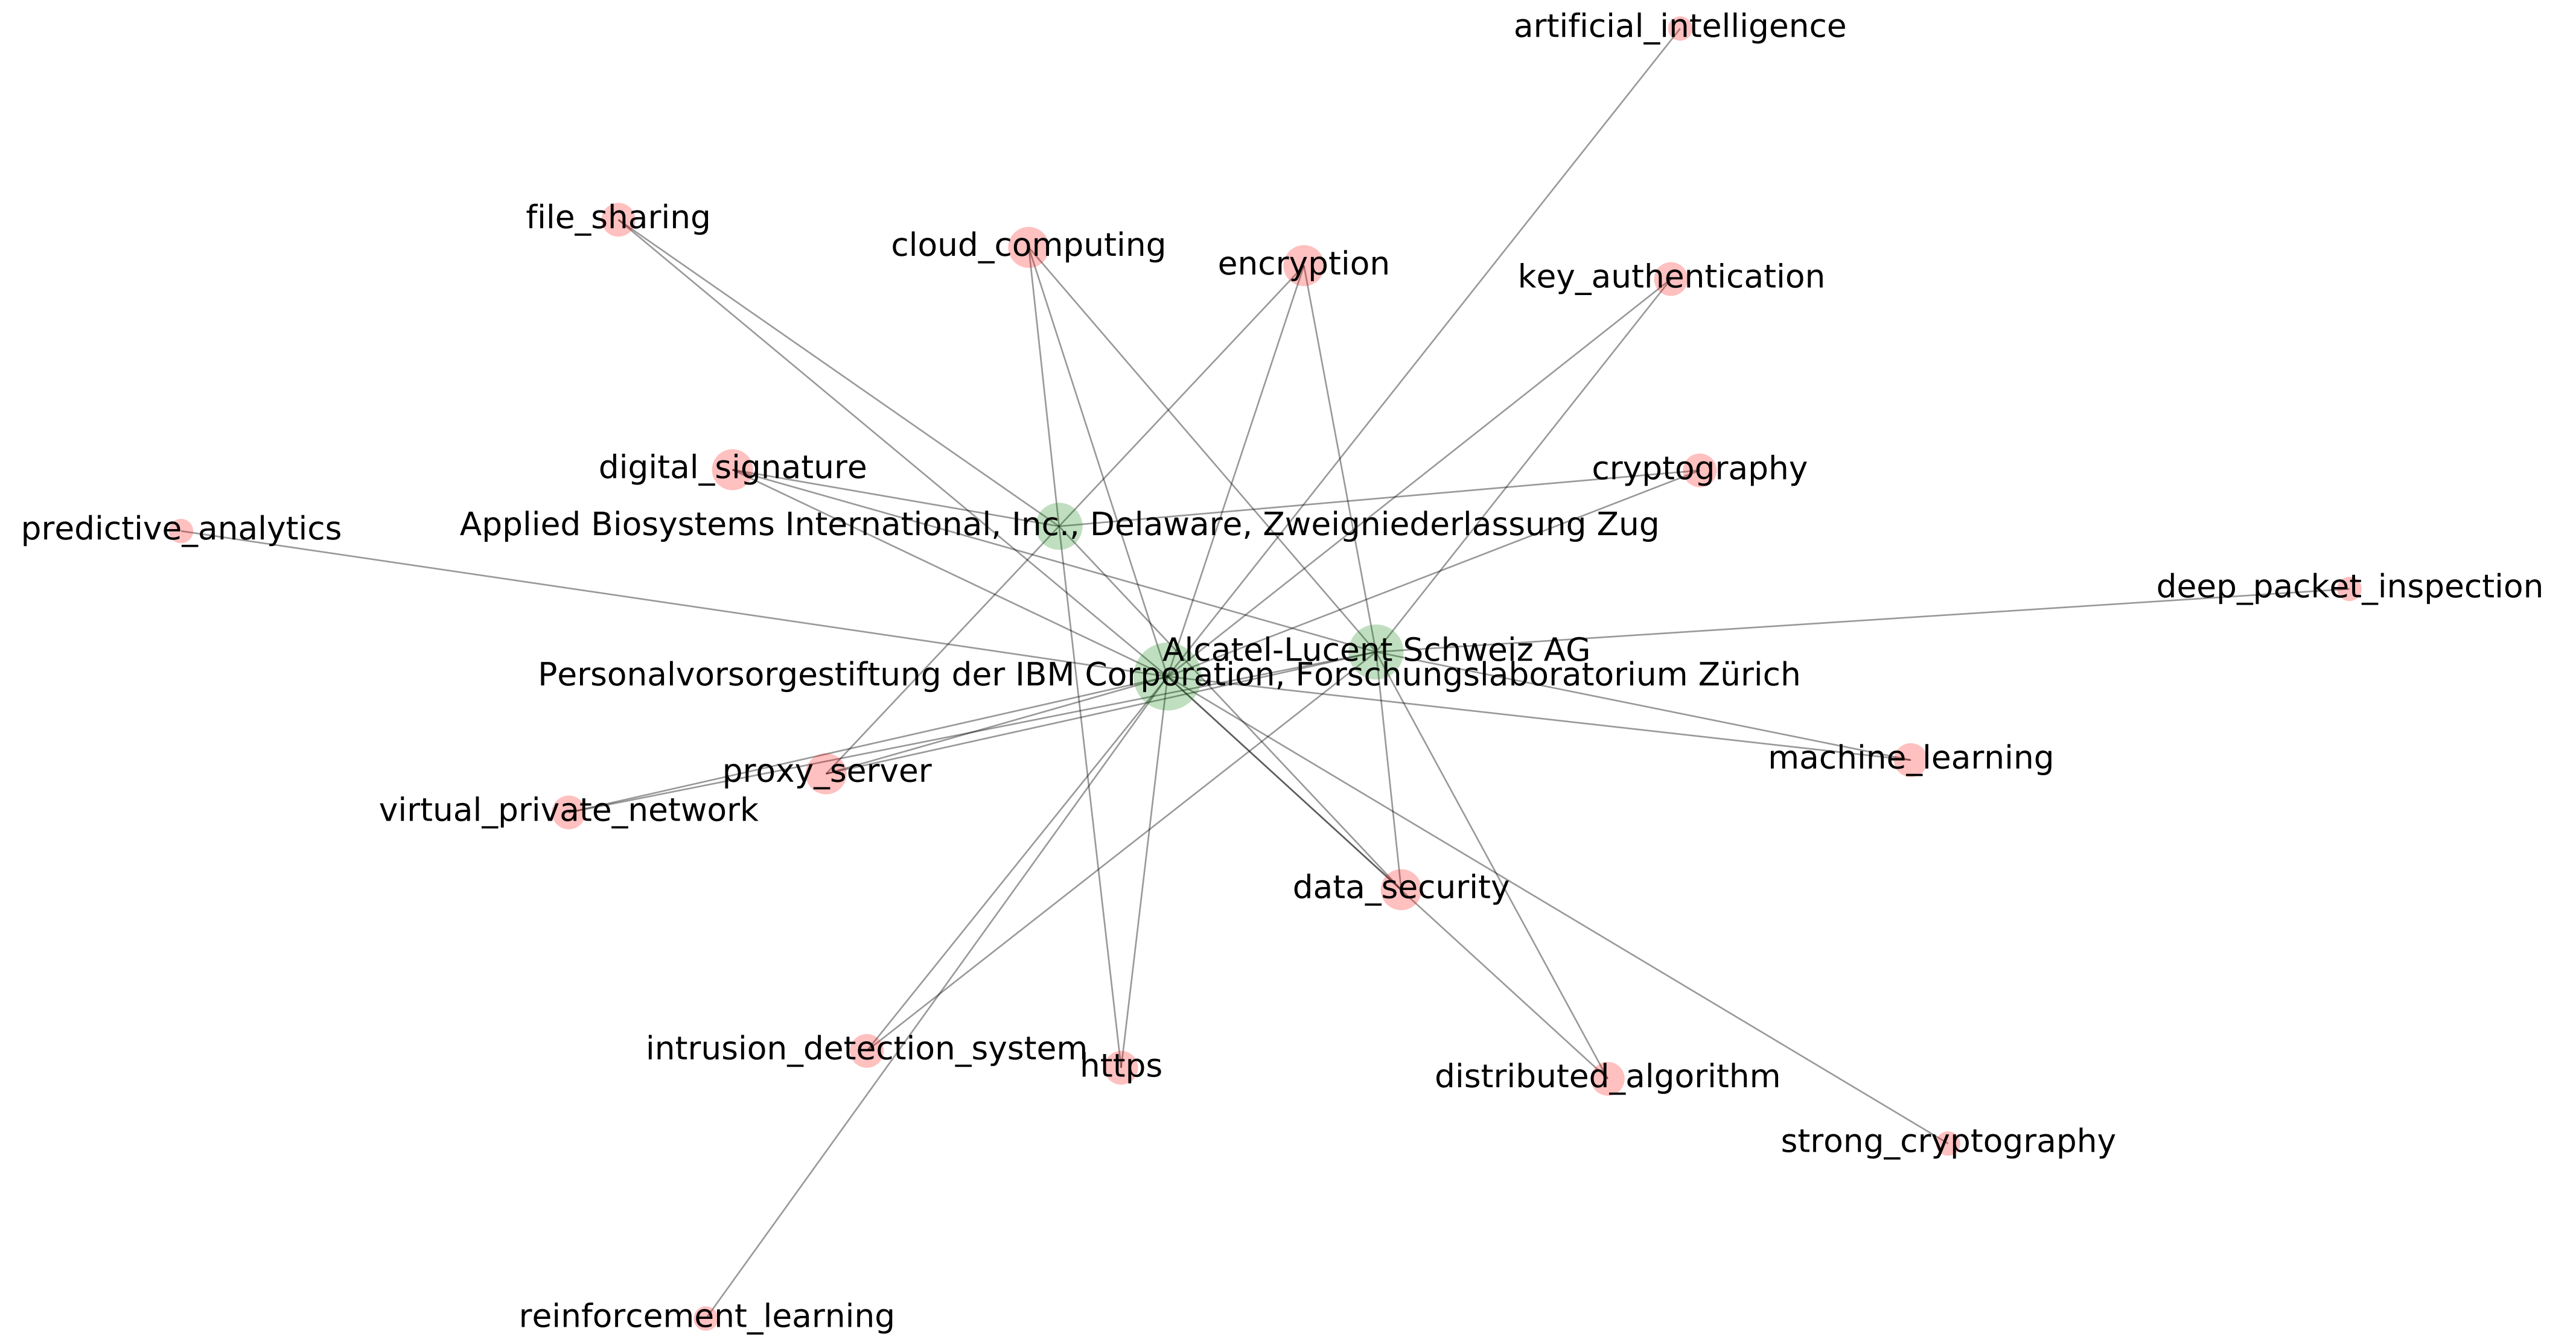 artificial_intelligence
file_sharing
cloud_computing
encryption
key_authentication
digital_signature
cryptography
Applied Biosystems International, Inc., Delaware, Zweigniederlassung Zug
predictive_analytics
deep_packet_inspection
Alcatel-Lucent Schweiz AG
Personalvorsorgestiftung der IBM Corporation, Forschungslaboratorium Zürich
machine_learning
proxy_server
virtual_private_network
data_security
intrusion_detection_system
https
distributed_algorithm
strong_cryptography
reinforcement_learning